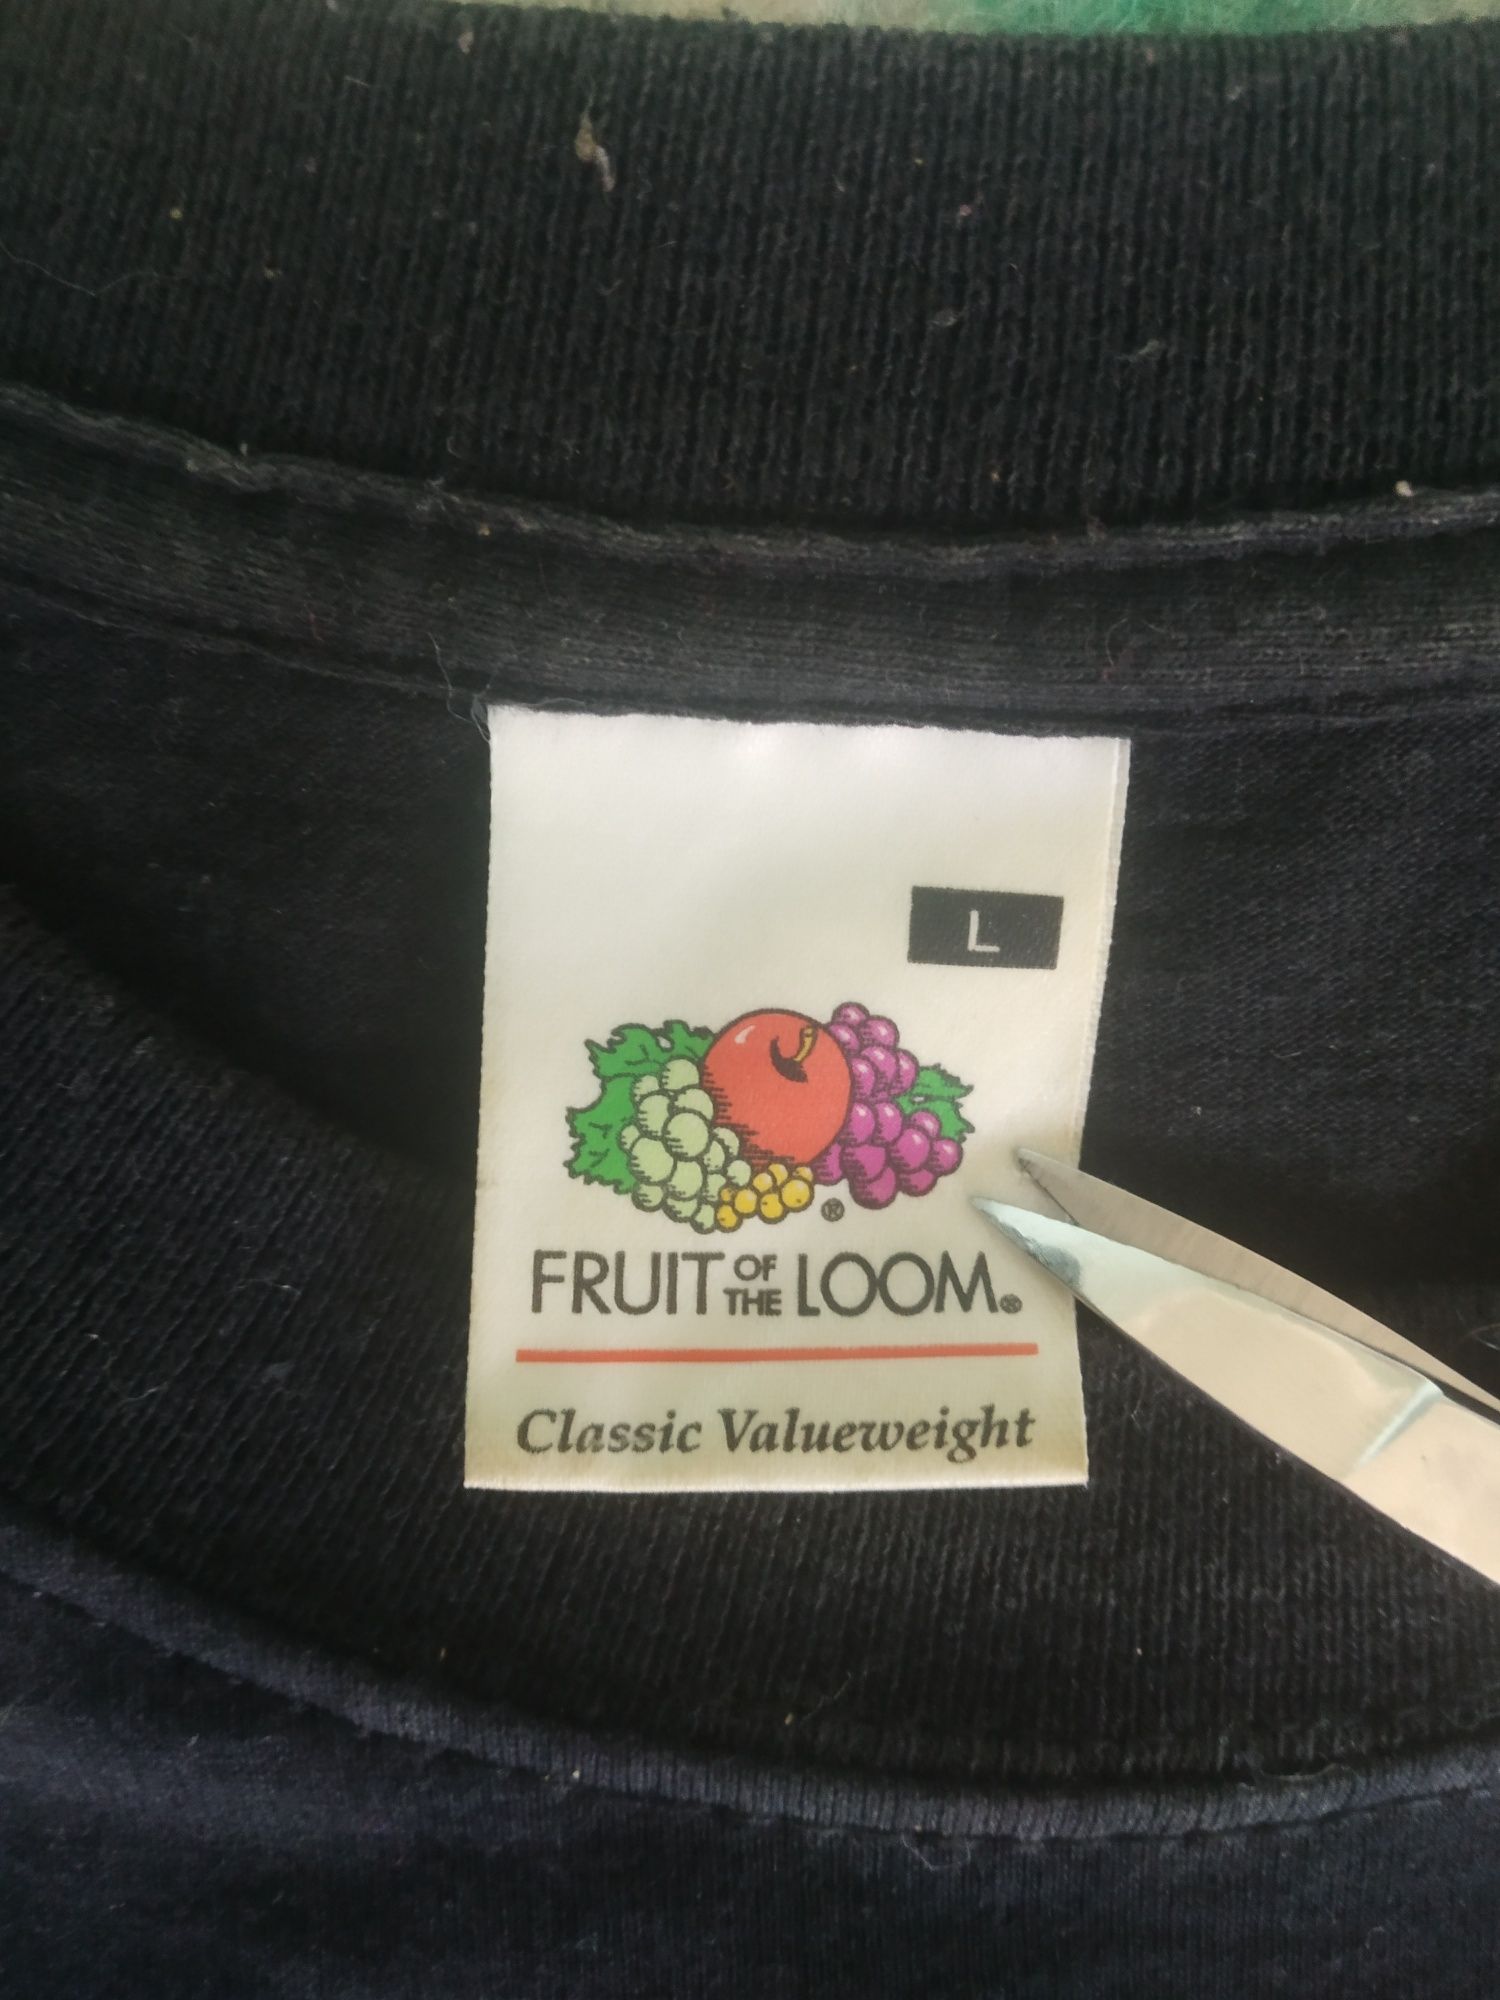 L
®
FRUIT OF THE LOOM®
Classic Valueweight